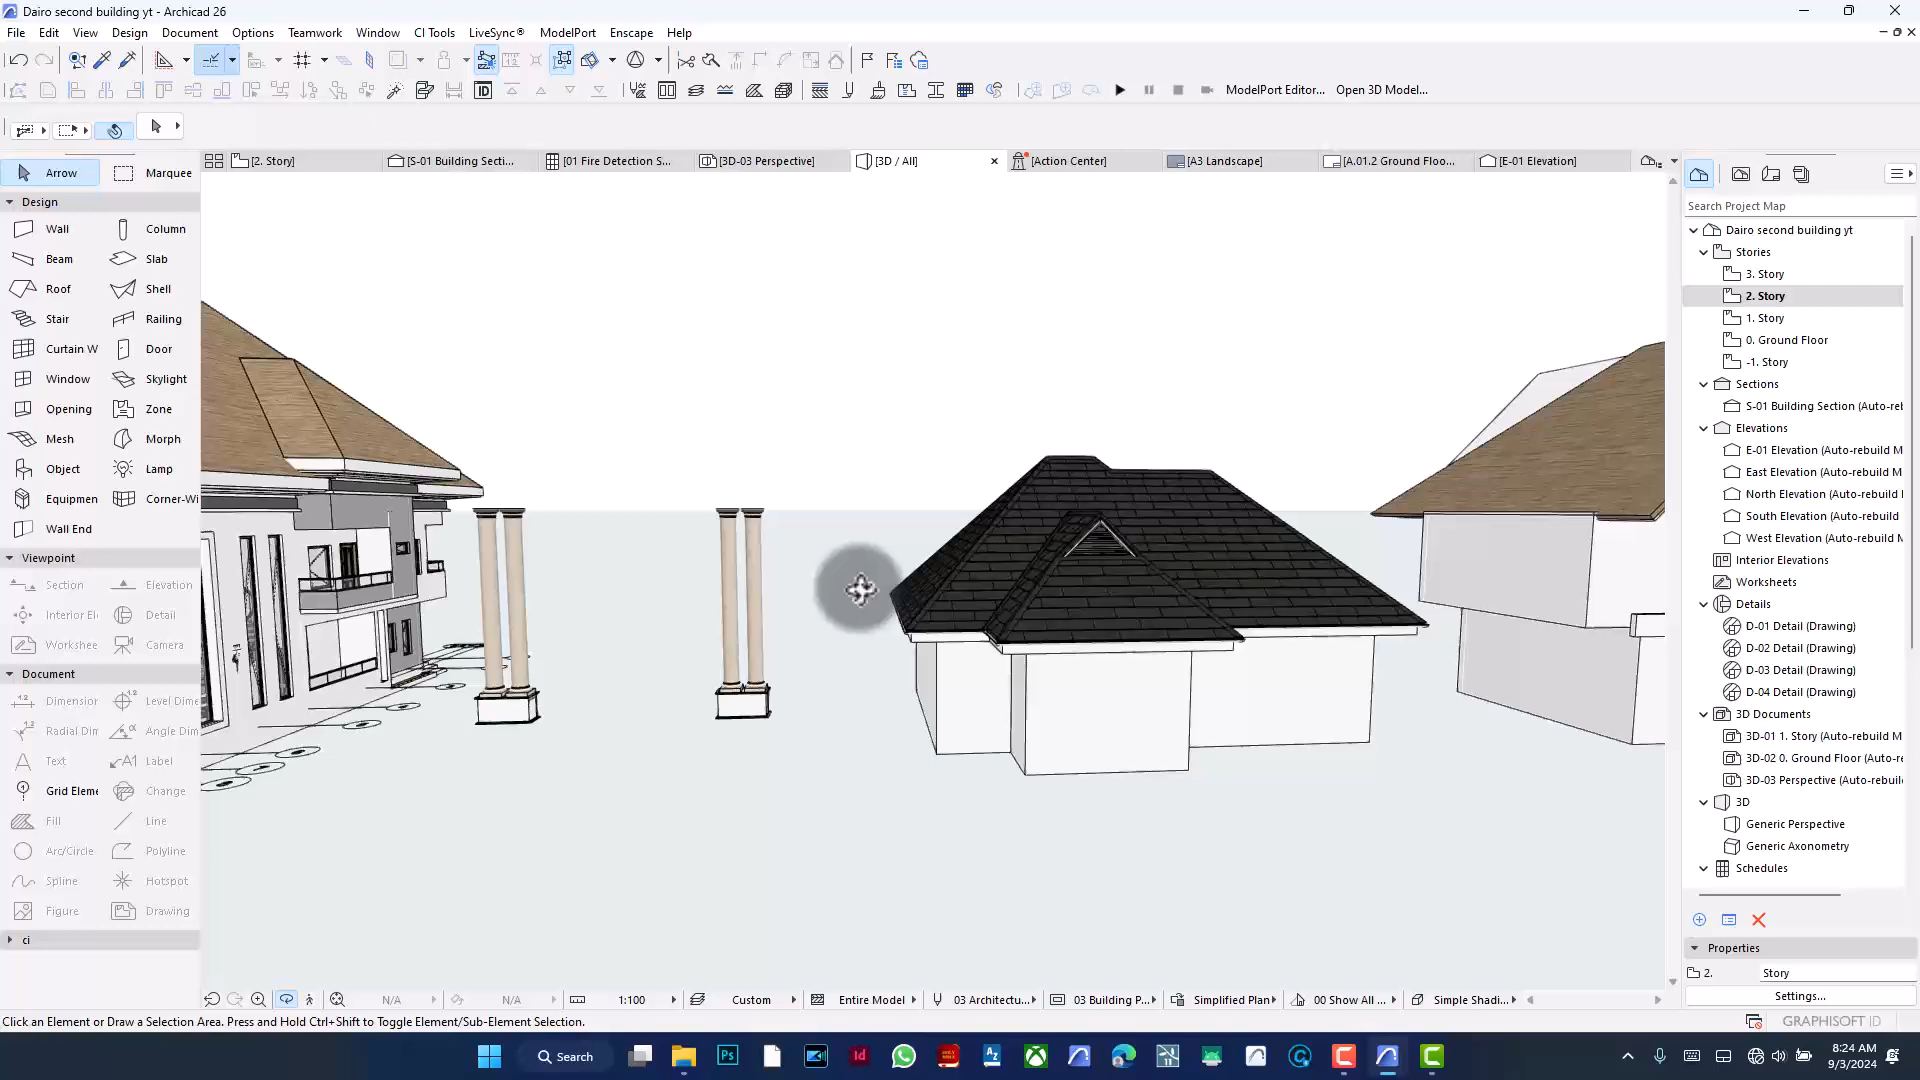 Dairo second building yt - Archicad 26
File Edit View Design Document Options Teamwork Window CI Tools LiveSync® ModelPort Enscape Help
ModelPort Editor... Open 3D Model...
[2. Story] [S-01 Building Secti... [01 Fire Detection S... [3D-03 Perspective] [3D / All] [Action Center] [A3 Landscape] [A.01.2 Ground Floo... [E-01 Elevation]
Arrow Marquee
Design
Wall Column
Beam Slab
Roof Shell
Stair Railing
Curtain W Door
Window Skylight
Opening Zone
Mesh Morph
Object Lamp
Equipmen Corner-Wi
Wall End
Viewpoint
Section Elevation
Interior El Detail
Workshee Camera
Document
Dimension Level Dime
Radial Dim Angle Dim
Text Label
Grid Eleme Change
Fill Line
Arc/Circle Polyline
Spline Hotspot
Figure Drawing
ci
Search Project Map
Dairo second building yt
Stories
3. Story
2. Story
1. Story
0. Ground Floor
-1. Story
Sections
S-01 Building Section (Auto-rel
Elevations
E-01 Elevation (Auto-rebuild M
East Elevation (Auto-rebuild M
North Elevation (Auto-rebuild
South Elevation (Auto-rebuild
West Elevation (Auto-rebuild M
Interior Elevations
Worksheets
Details
D-01 Detail (Drawing)
D-02 Detail (Drawing)
D-03 Detail (Drawing)
D-04 Detail (Drawing)
3D Documents
3D-01 1. Story (Auto-rebuild M
3D-02 0. Ground Floor (Auto-re
3D-03 Perspective (Auto-rebuil
3D
Generic Perspective
Generic Axonometry
Schedules
Properties
2. Story
Settings...
N/A N/A 1:100 Custom Entire Model 03 Architectu... 03 Building P... Simplified Plan 00 Show All ... Simple Shadi...
Click an Element or Draw a Selection Area. Press and Hold Ctrl+Shift to Toggle Element/Sub-Element Selection.
GRAPHISOFT ID
Search
8:24 AM
9/3/2024